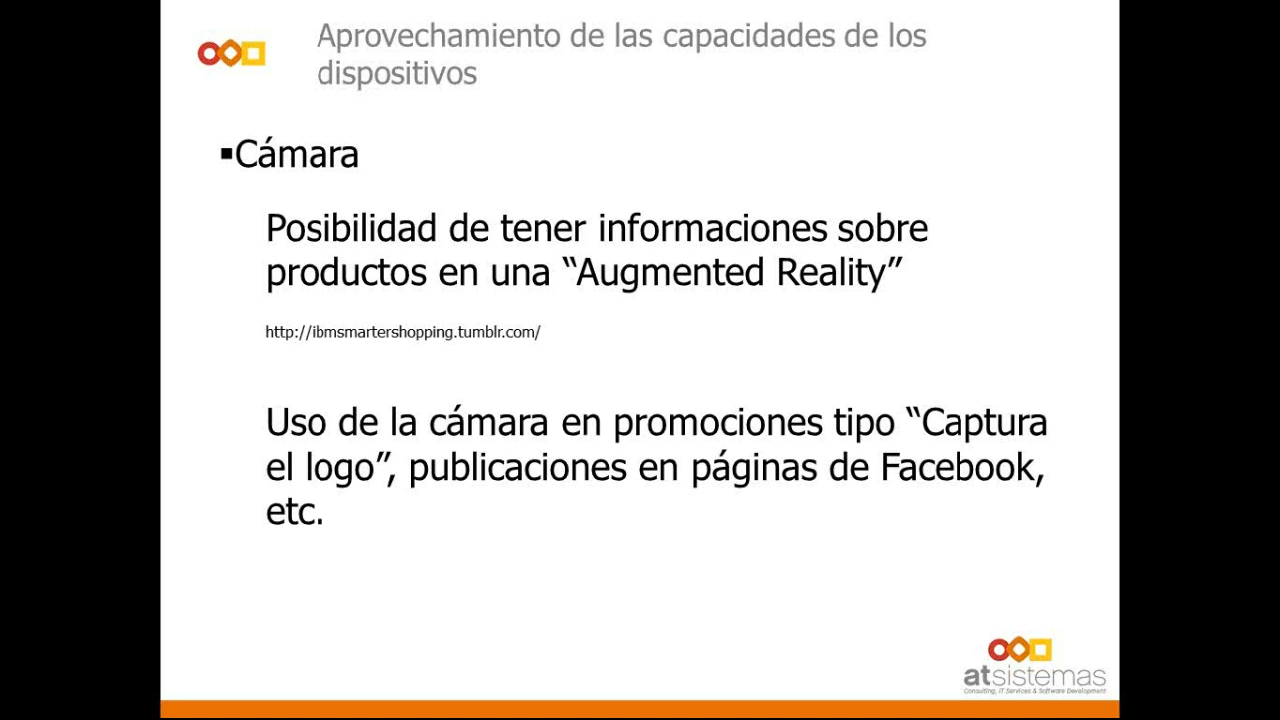 Aprovechamiento de las capacidades de los
dispositivos
▪Cámara
Posibilidad de tener informaciones sobre
productos en una “Augmented Reality”
http://ibmsmartershopping.tumblr.com/
Uso de la cámara en promociones tipo “Captura
el logo”, publicaciones en páginas de Facebook,
etc.
atsistemas
Consulting, IT Services & Software Development